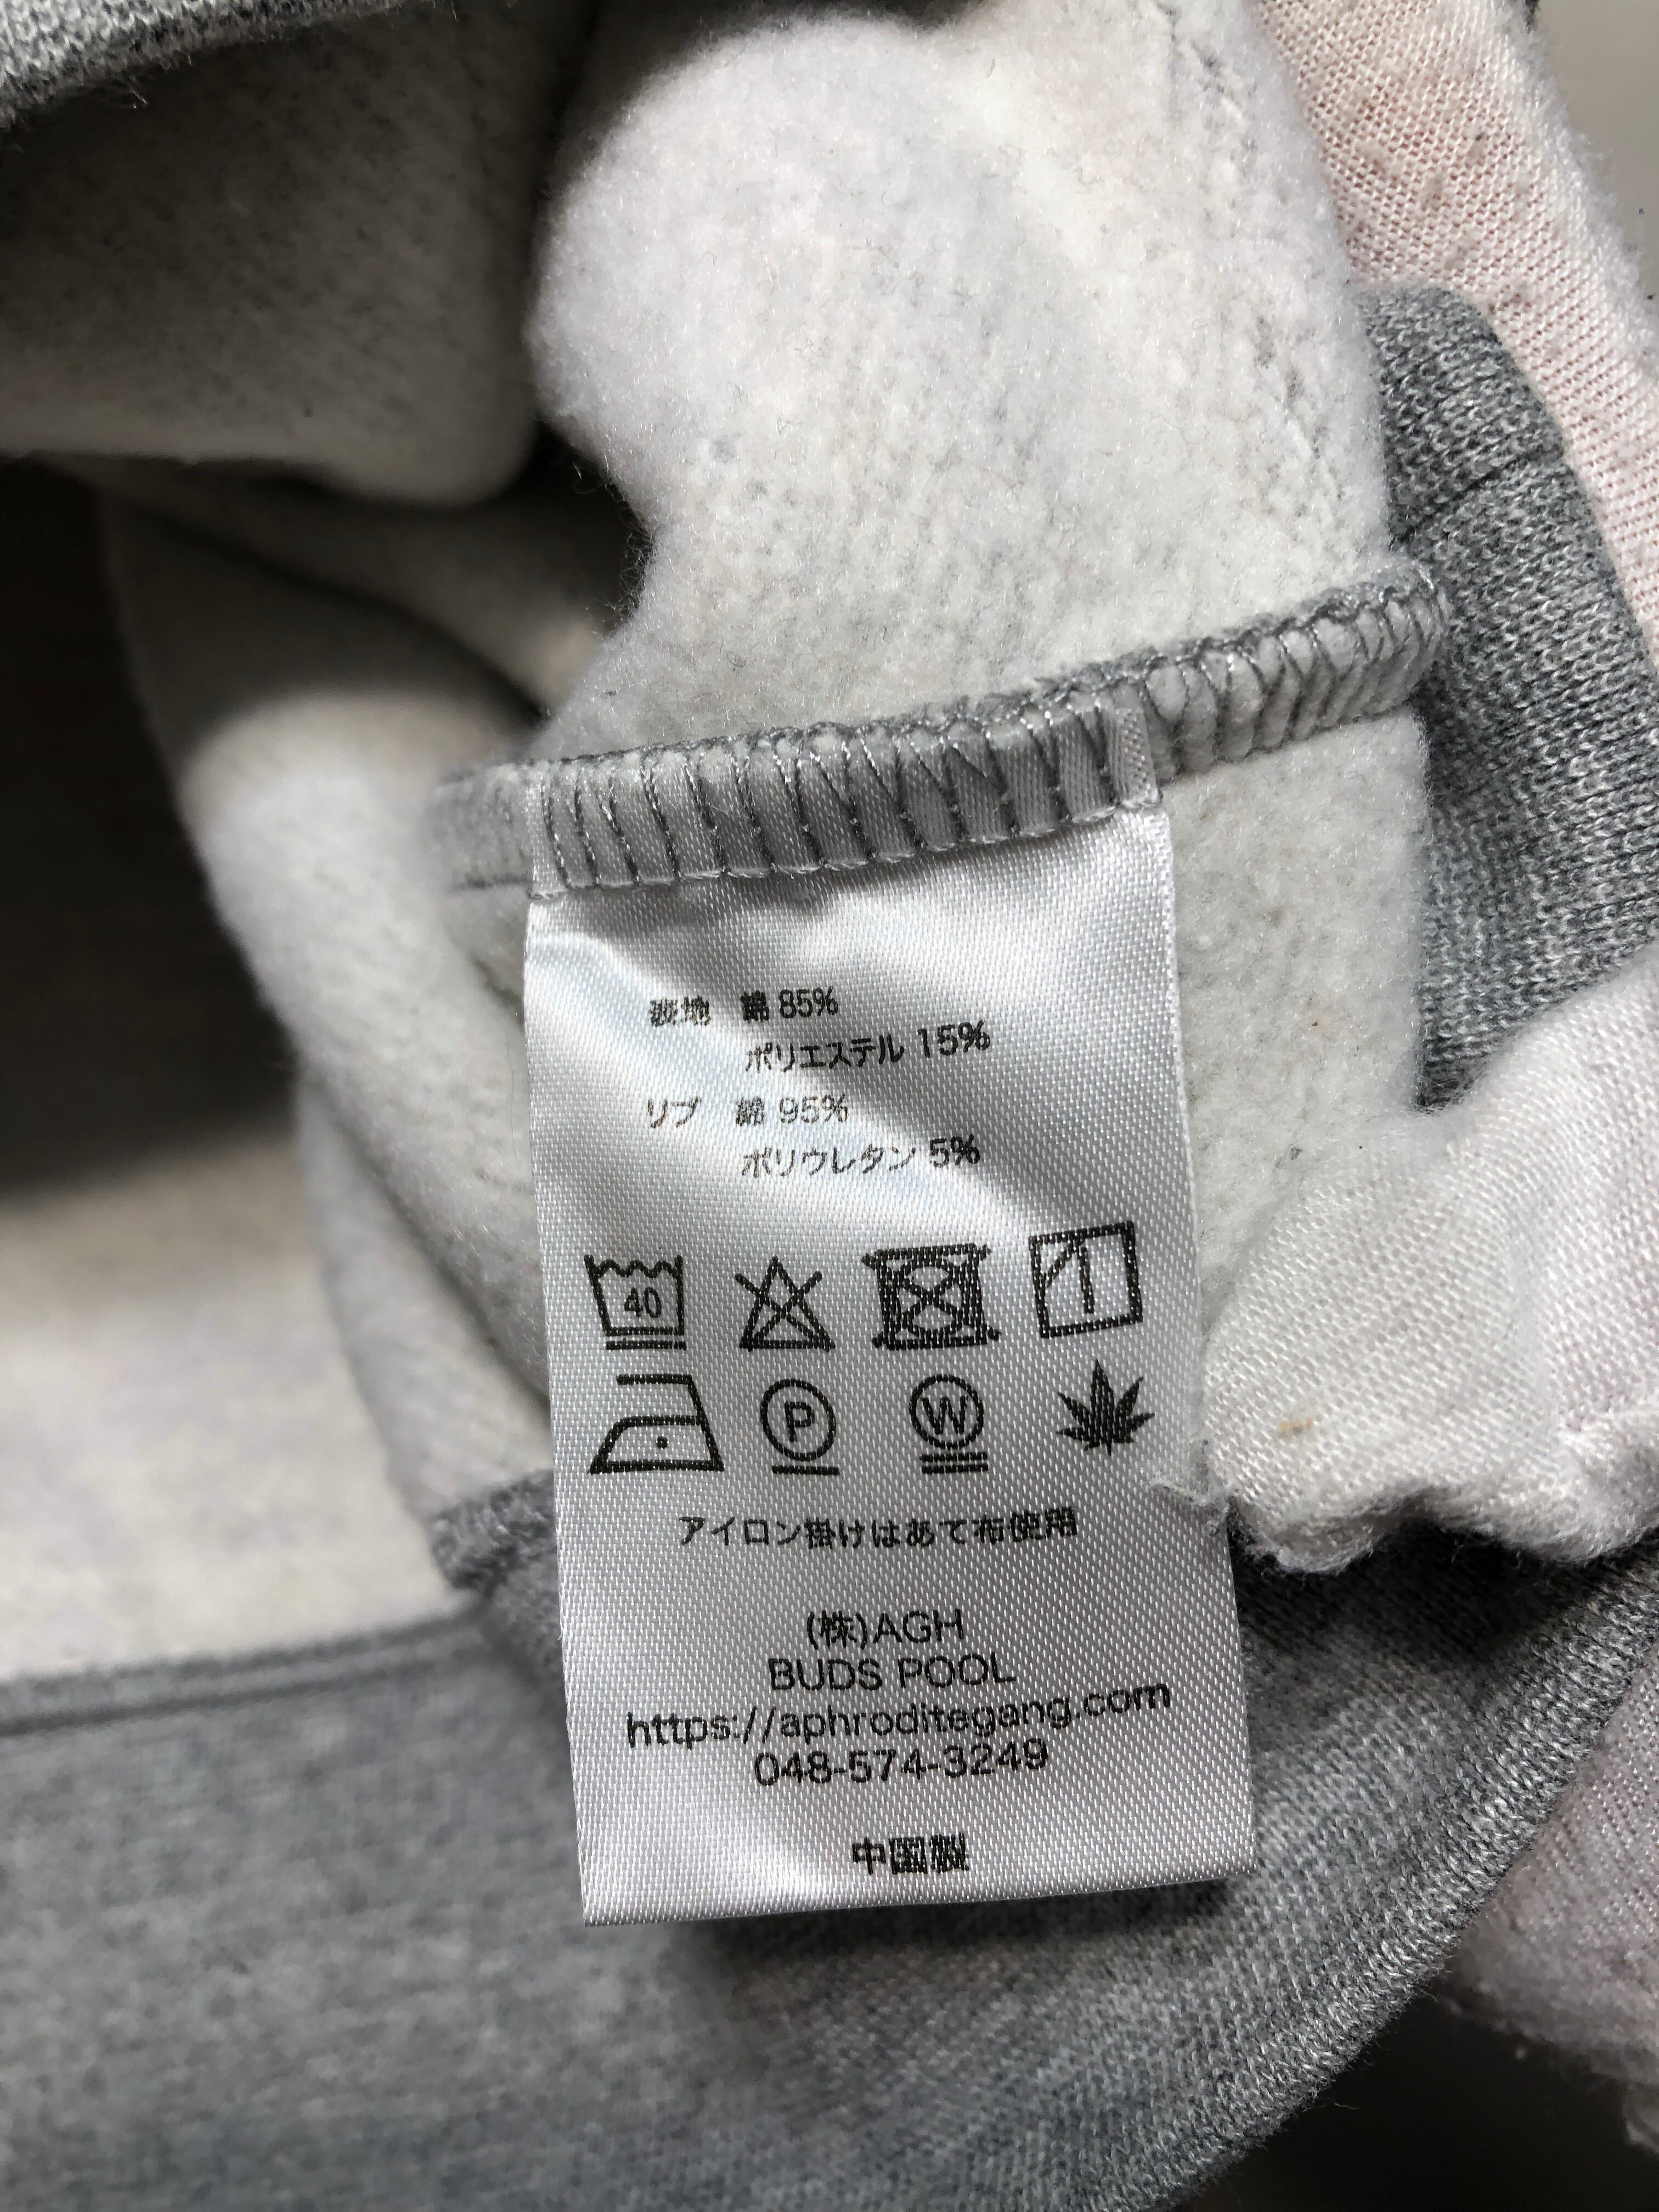 表地 綿 85%
ポリエステル 15%
リブ 綿 95%
ポリウレタン 5%
40
P
W
アイロン掛けはあて布使用
(株)AGH
BUDS POOL
https://aphroditegang.com
048-574-3249
中国製